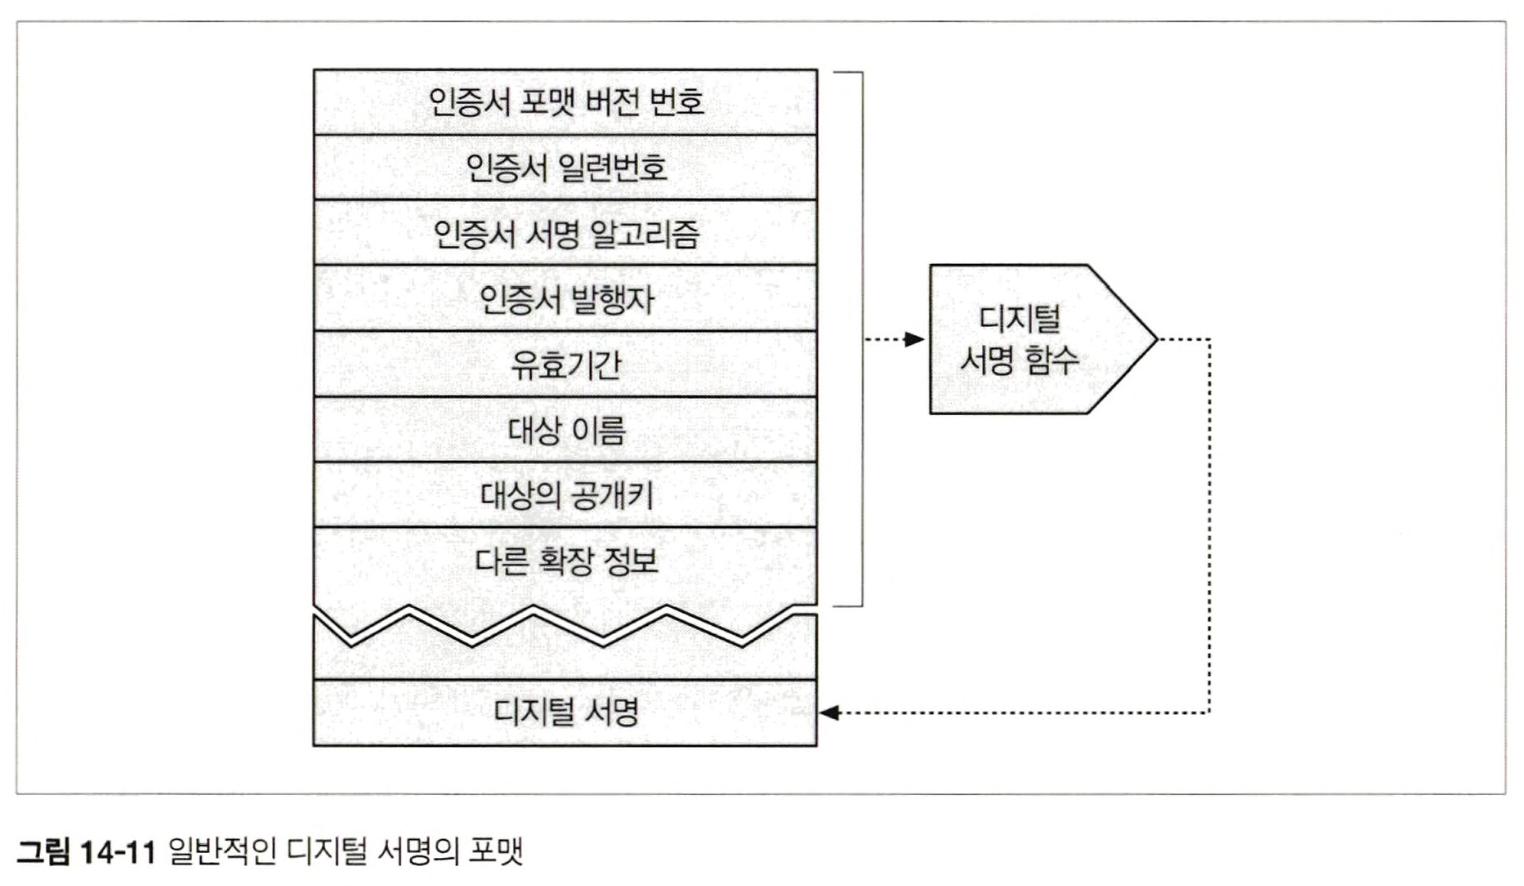 인증서 포맷 버전 번호
인증서 일련번호
인증서 서명 알고리즘
인증서 발행자
유효기간
대상 이름
대상의 공개키
다른 확장 정보
디지털 서명
디지털
서명 함수
그림 14-11 일반적인 디지털 서명의 포맷